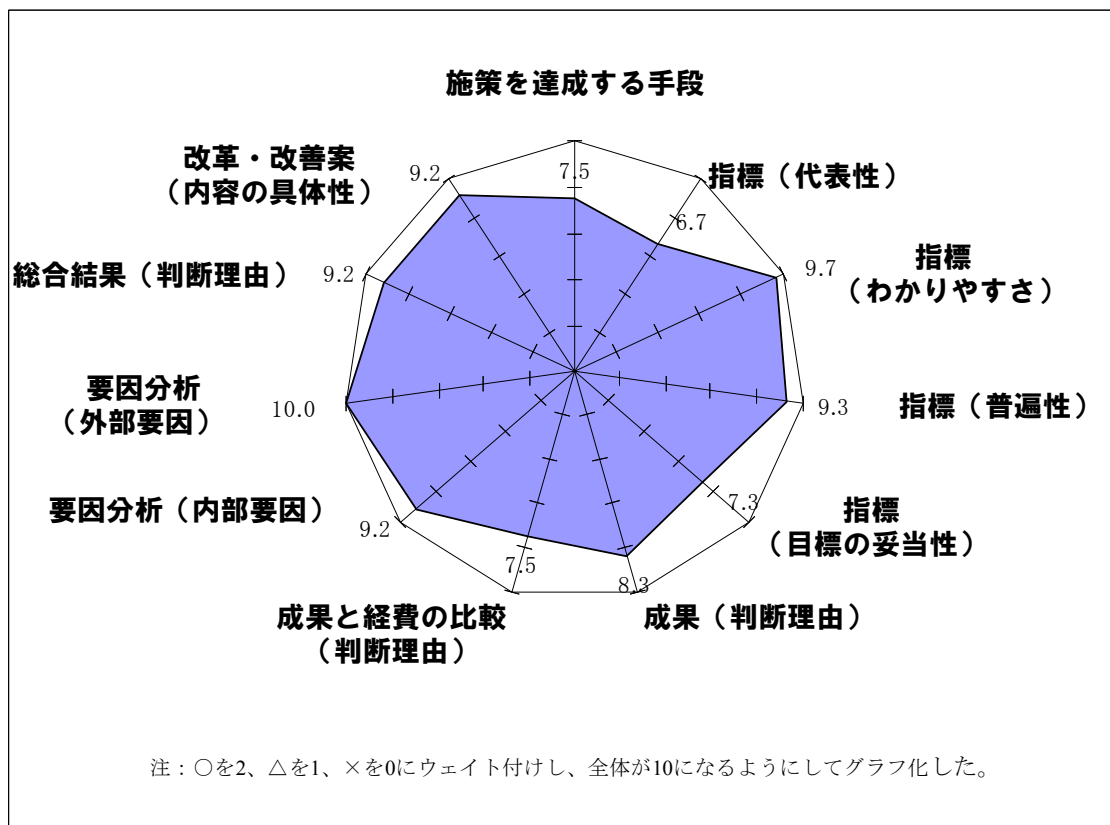 施策を達成する手段
7.5
指標（代表性）
6.7
指標
（わかりやすさ）
9.7
指標（普遍性）
9.3
指標
（目標の妥当性）
7.3
成果（判断理由）
8.3
成果と経費の比較
（判断理由）
7.5
要因分析（内部要因）
9.2
要因分析
（外部要因）
10.0
総合結果（判断理由）
9.2
改革・改善案
（内容の具体性）
9.2
注：○を2、△を1、×を0にウェイト付けし、全体が10になるようにしてグラフ化した。